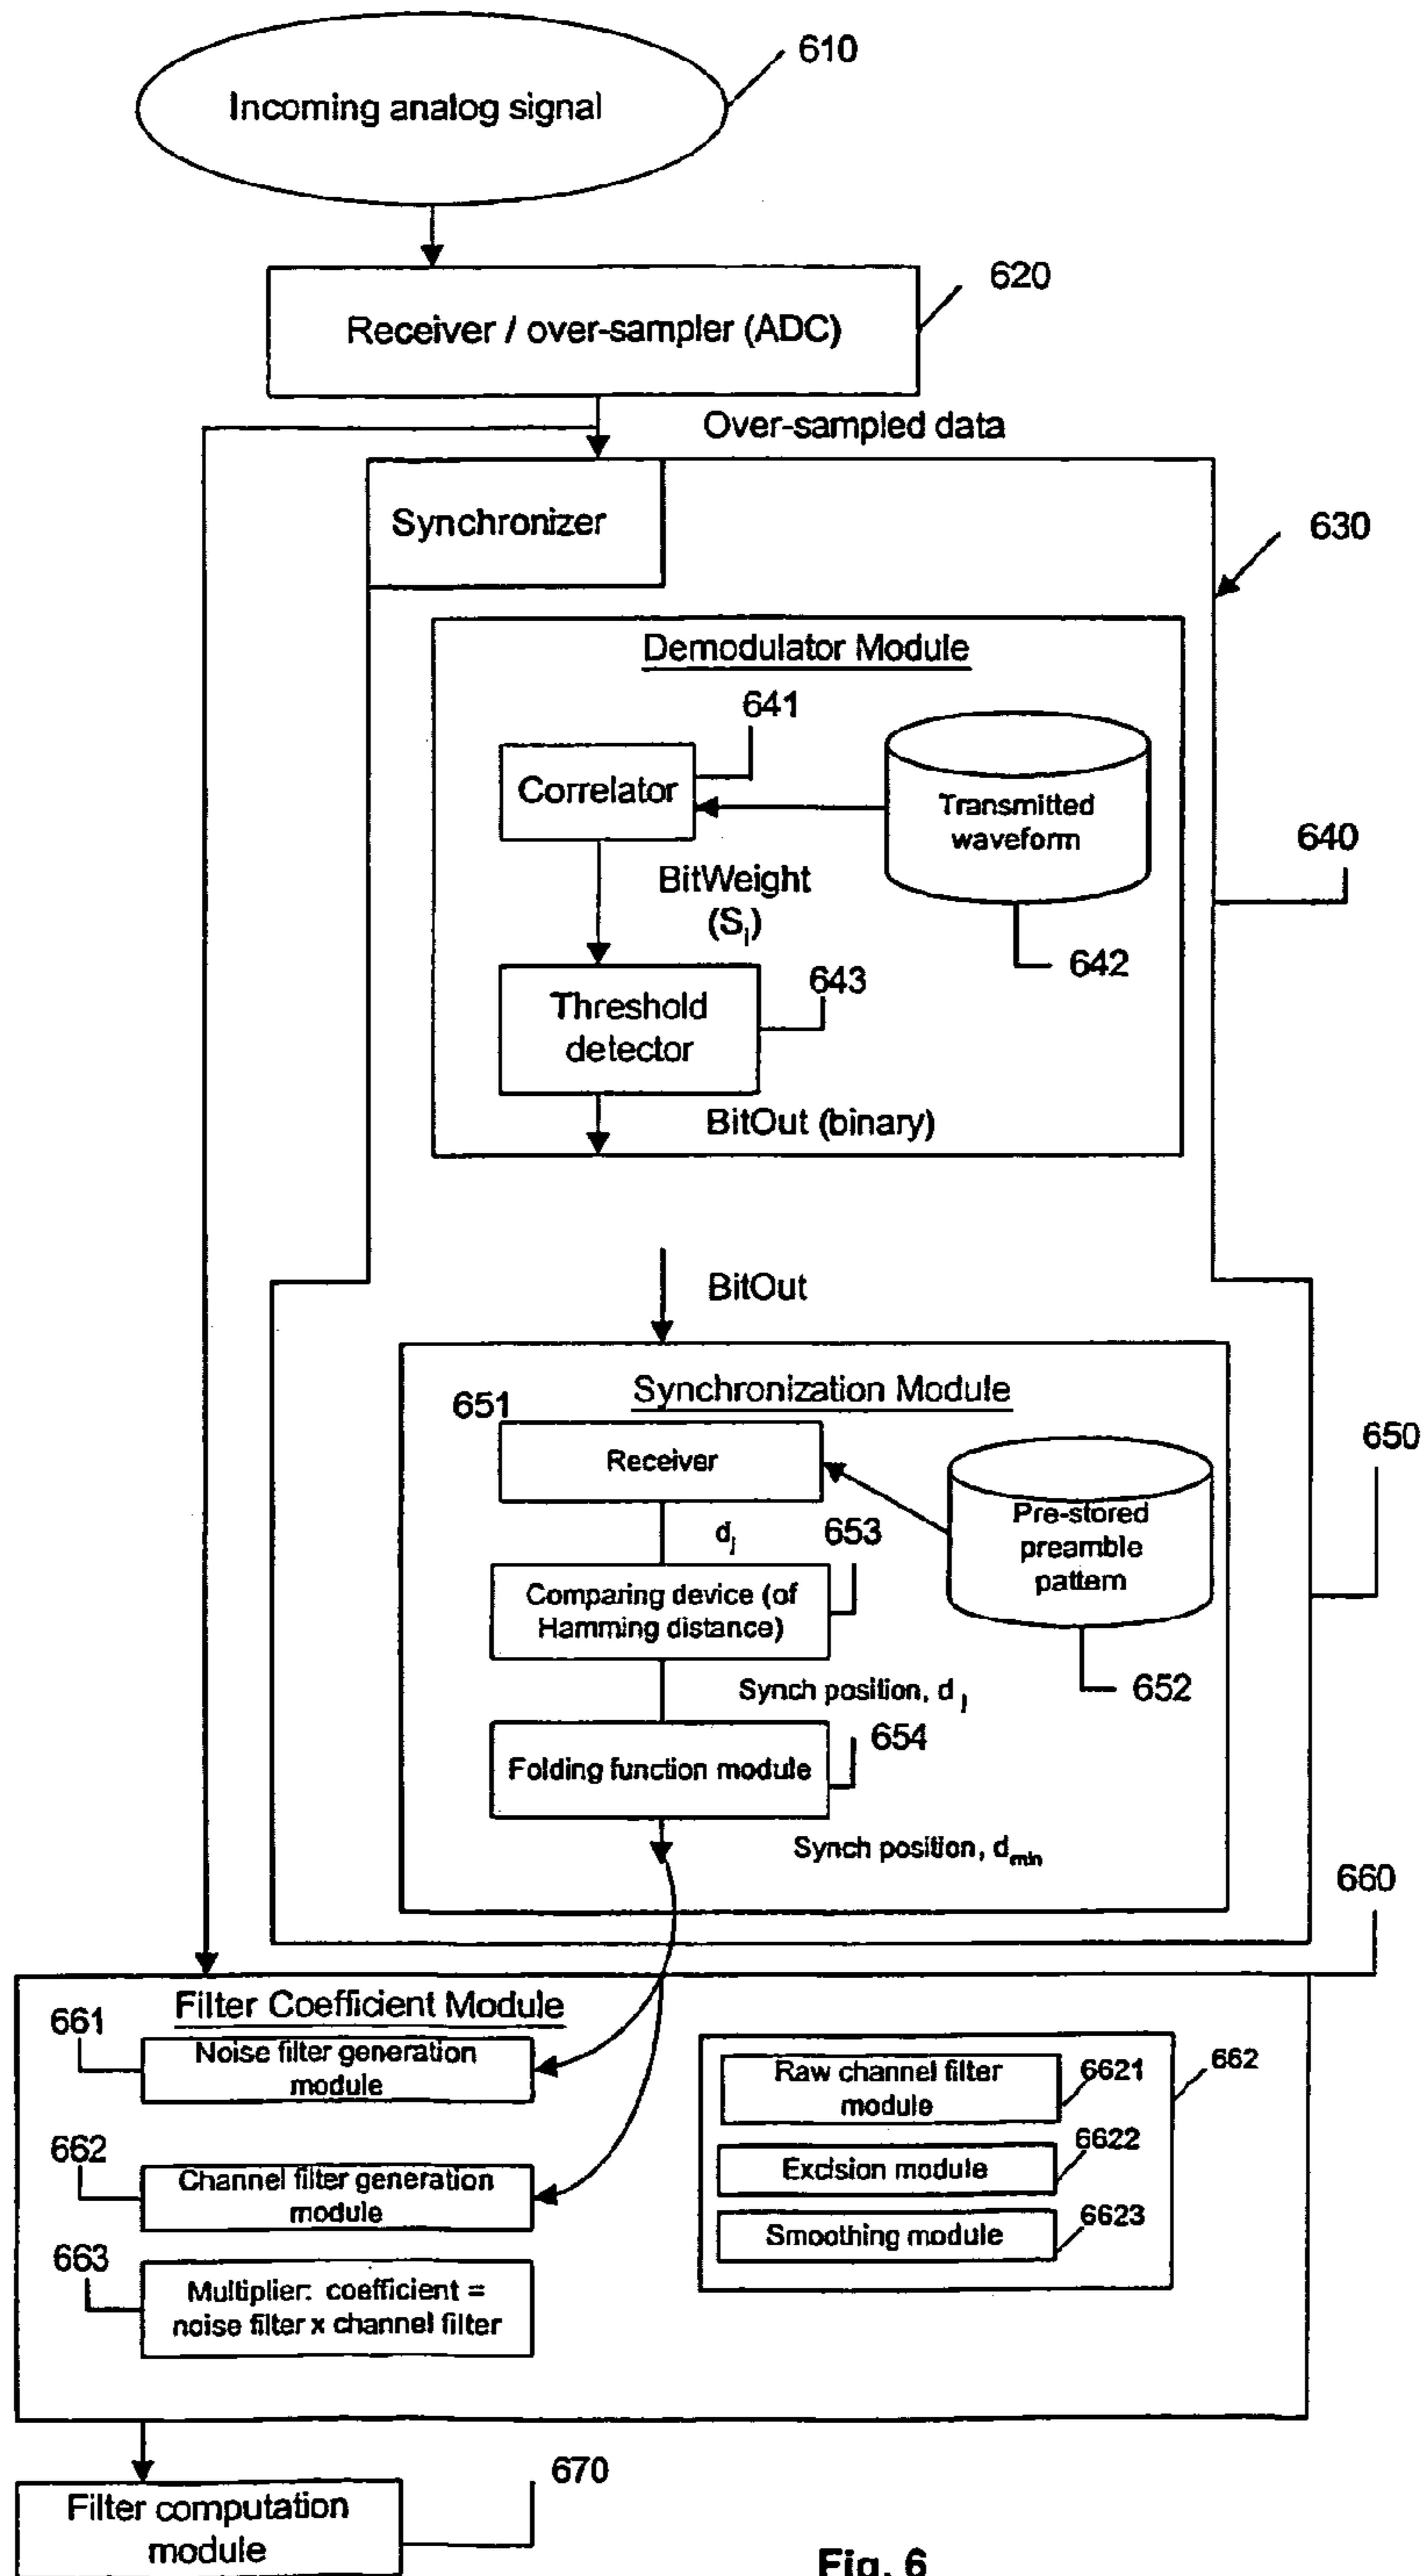 610
Incoming analog signal
620
Receiver / over-sampler (ADC)
Over-sampled data
Synchronizer
630
Demodulator Module
641
Correlator
Transmitted
waveform
640
BitWeight
(Si)
642
643
Threshold
detector
BitOut (binary)
BitOut
Synchronization Module
651
Receiver
650
Pre-stored
preamble
pattern
dj
653
Comparing device (of
Hamming distance)
Synch position, dj
652
654
Folding function module
Synch position, dmin
660
Filter Coefficient Module
661
Noise filter generation
module
662
Channel filter generation
module
663
Multiplier: coefficient =
noise filter x channel filter
Raw channel filter
module
6621
662
Excision module
6622
Smoothing module
6623
670
Filter computation
module
Fig. 6